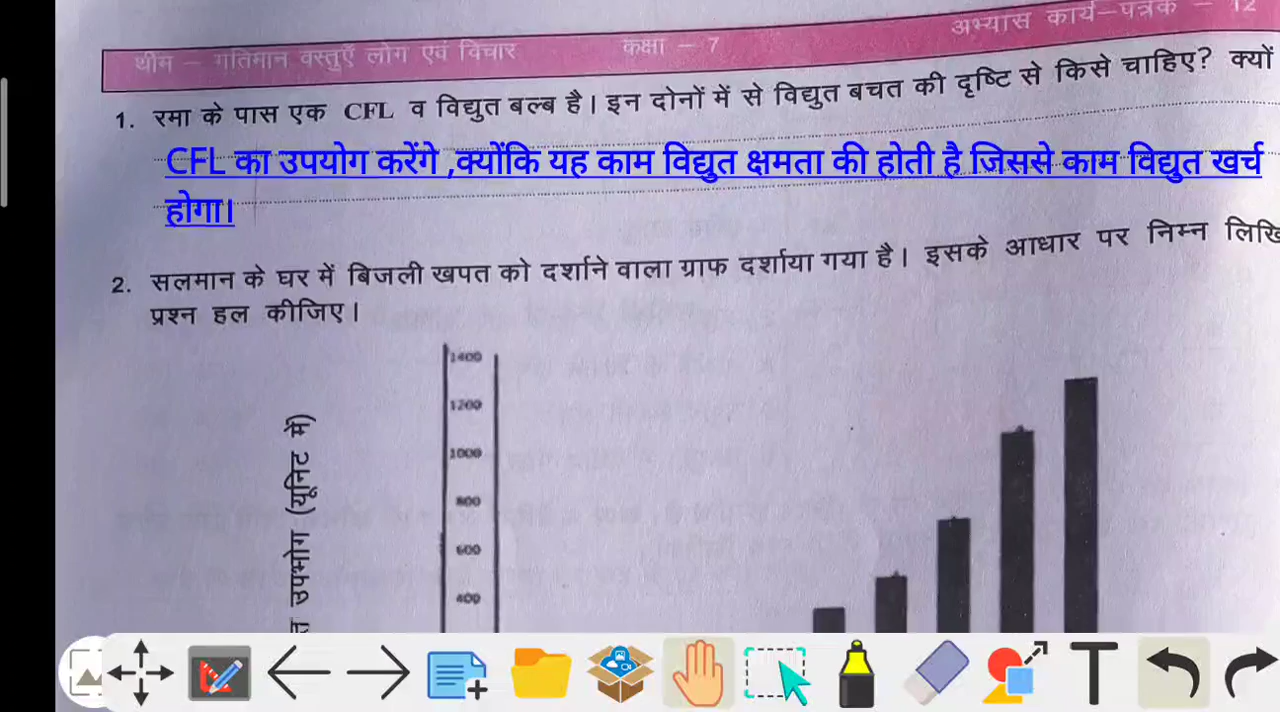 अभ्यास कार्य–पत्रक – 12
थीम – गतिमान वस्तुएँ लोग एवं विचार कक्षा – 7
1. रमा के पास एक CFL व विद्युत बल्ब है। इन दोनों में से विद्युत बचत की दृष्टि से किसे चाहिए? क्यों
CFL का उपयोग करेंगे ,क्योंकि यह काम विद्युत क्षमता की होती है जिससे काम विद्युत खर्च
होगा।
2. सलमान के घर में बिजली खपत को दर्शाने वाला ग्राफ दर्शाया गया है। इसके आधार पर निम्न लिखि
प्रश्न हल कीजिए।
1400
1200
1000
800
600
400
उपभोग (यूनिट में)
T